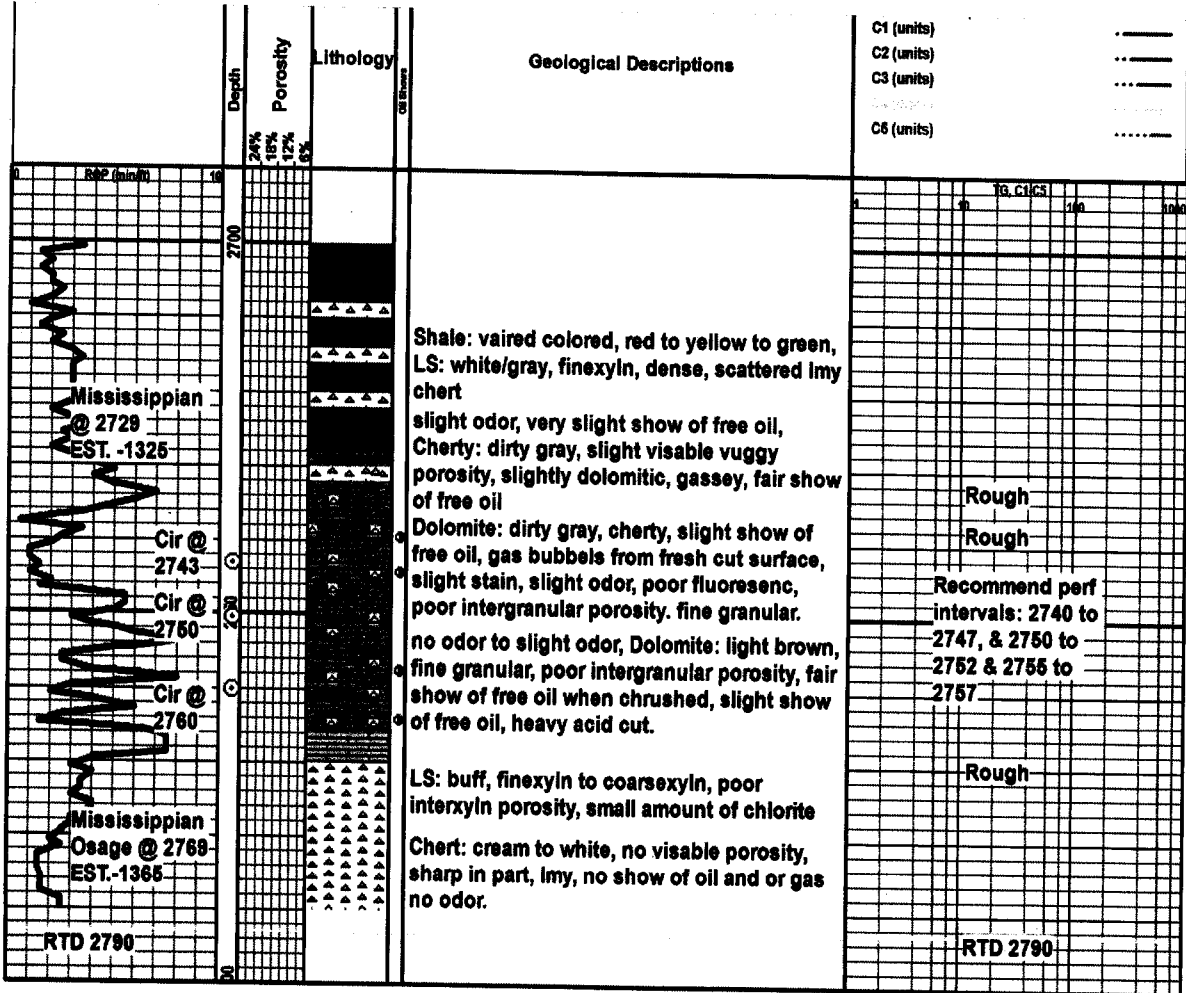 Depth
Porosity
24%
18%
12%
6%
Lithology
Oil Shows
Geological Descriptions
C1 (units)
C2 (units)
C3 (units)
C5 (units)
0 ROP (min/ft) 10
TG, C1-C5
1 10 100 1000
2700
Shale: vaired colored, red to yellow to green,
LS: white/gray, finexyln, dense, scattered lmy
chert
Mississippian
@ 2729
EST. -1325
slight odor, very slight show of free oil,
Cherty: dirty gray, slight visable vuggy
porosity, slightly dolomitic, gassey, fair show
of free oil
Rough
Dolomite: dirty gray, cherty, slight show of
free oil, gas bubbels from fresh cut surface,
slight stain, slight odor, poor fluoresenc,
poor intergranular porosity. fine granular.
Rough
Cir @
2743
Cir @
2750
Recommend perf
intervals: 2740 to
2747, & 2750 to
2752 & 2755 to
2757
no odor to slight odor, Dolomite: light brown,
fine granular, poor intergranular porosity, fair
show of free oil when chrushed, slight show
of free oil, heavy acid cut.
Cir @
2760
LS: buff, finexyln to coarsexyln, poor
interxyln porosity, small amount of chlorite
Rough
Mississippian
Osage @ 2769
EST.-1365
Chert: cream to white, no visable porosity,
sharp in part, lmy, no show of oil and or gas
no odor.
RTD 2790
RTD 2790